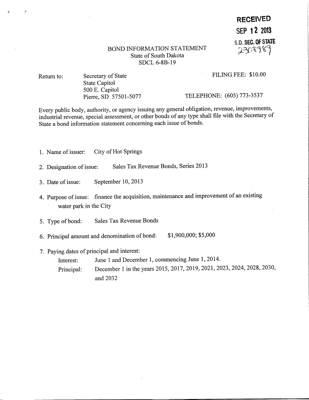 RECEIVED
SEP 12 2013
S.D. SEC. OF STATE
2308989
BOND INFORMATION STATEMENT
State of South Dakota
SDCL 6-8B-19
Return to: Secretary of State FILING FEE: $10.00
State Capitol
500 E. Capitol
Pierre, SD 57501-5077 TELEPHONE: (605) 773-3537
Every public body, authority, or agency issuing any general obligation, revenue, improvements,
industrial revenue, special assessment, or other bonds of any type shall file with the Secretary of
State a bond information statement concerning each issue of bonds.
1. Name of issuer: City of Hot Springs
2. Designation of issue: Sales Tax Revenue Bonds, Series 2013
3. Date of issue: September 10, 2013
4. Purpose of issue: finance the acquisition, maintenance and improvement of an existing
water park in the City
5. Type of bond: Sales Tax Revenue Bonds
6. Principal amount and denomination of bond: $1,900,000; $5,000
7. Paying dates of principal and interest:
Interest: June 1 and December 1, commencing June 1, 2014.
Principal: December 1 in the years 2015, 2017, 2019, 2021, 2023, 2024, 2028, 2030,
and 2032